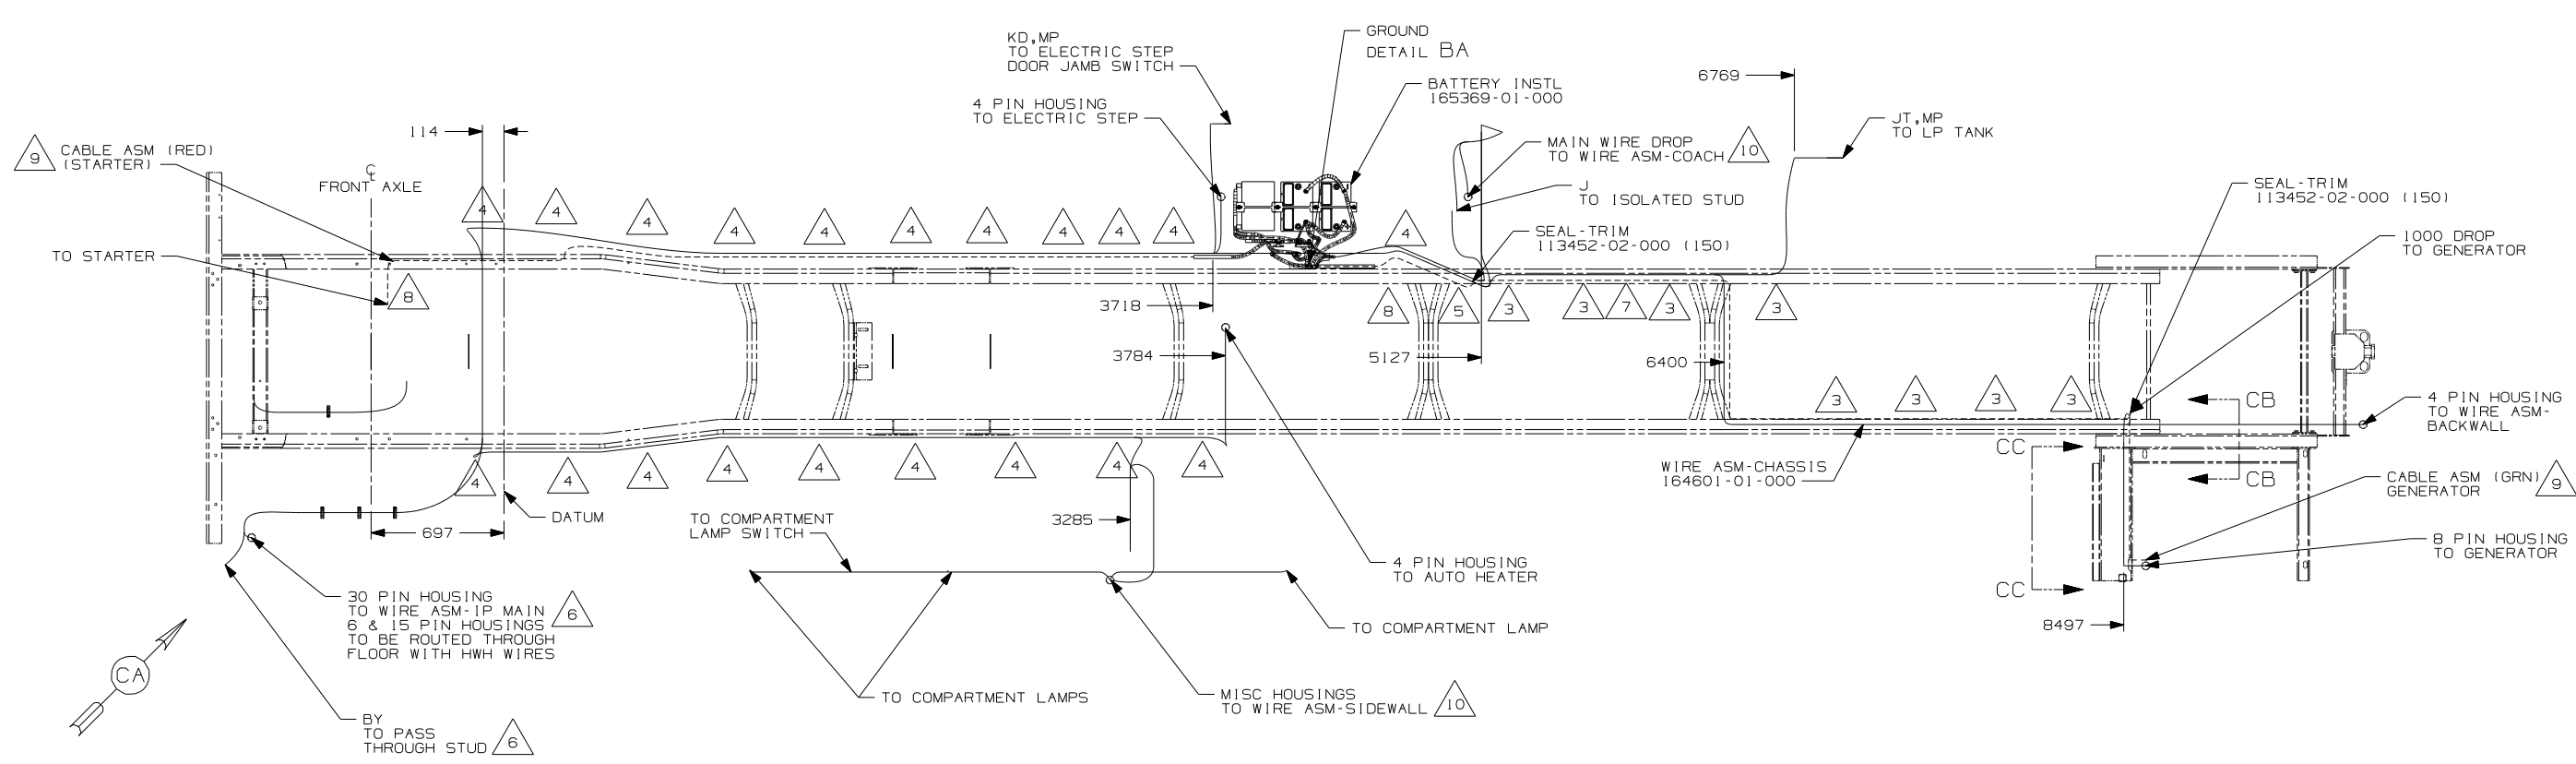 KD,MP
TO ELECTRIC STEP
DOOR JAMB SWITCH
4 PIN HOUSING
TO ELECTRIC STEP
GROUND
DETAIL BA
BATTERY INSTL
165369-01-000
6769
JT,MP
TO LP TANK
114
9
CABLE ASM (RED)
(STARTER)
℄
FRONT AXLE
MAIN WIRE DROP
TO WIRE ASM-COACH
10
J
TO ISOLATED STUD
SEAL-TRIM
113452-02-000 (150)
SEAL-TRIM
113452-02-000 (150)
1000 DROP
TO GENERATOR
TO STARTER
4
4
4
4
4
4
4
4
4
4
4
8
8
5
3
3
7
3
3
3718
3784
5127
6400
3
3
3
3
CB
CB
4 PIN HOUSING
TO WIRE ASM-
BACKWALL
CC
CC
4
4
4
4
4
4
4
4
4
WIRE ASM-CHASSIS
164601-01-000
CABLE ASM (GRN)
GENERATOR
9
8 PIN HOUSING
TO GENERATOR
DATUM
697
TO COMPARTMENT
LAMP SWITCH
3285
4 PIN HOUSING
TO AUTO HEATER
8497
30 PIN HOUSING
TO WIRE ASM-IP MAIN
6 & 15 PIN HOUSINGS
TO BE ROUTED THROUGH
FLOOR WITH HWH WIRES
6
TO COMPARTMENT LAMP
CA
TO COMPARTMENT LAMPS
MISC HOUSINGS
TO WIRE ASM-SIDEWALL
10
BY
TO PASS
THROUGH STUD
6